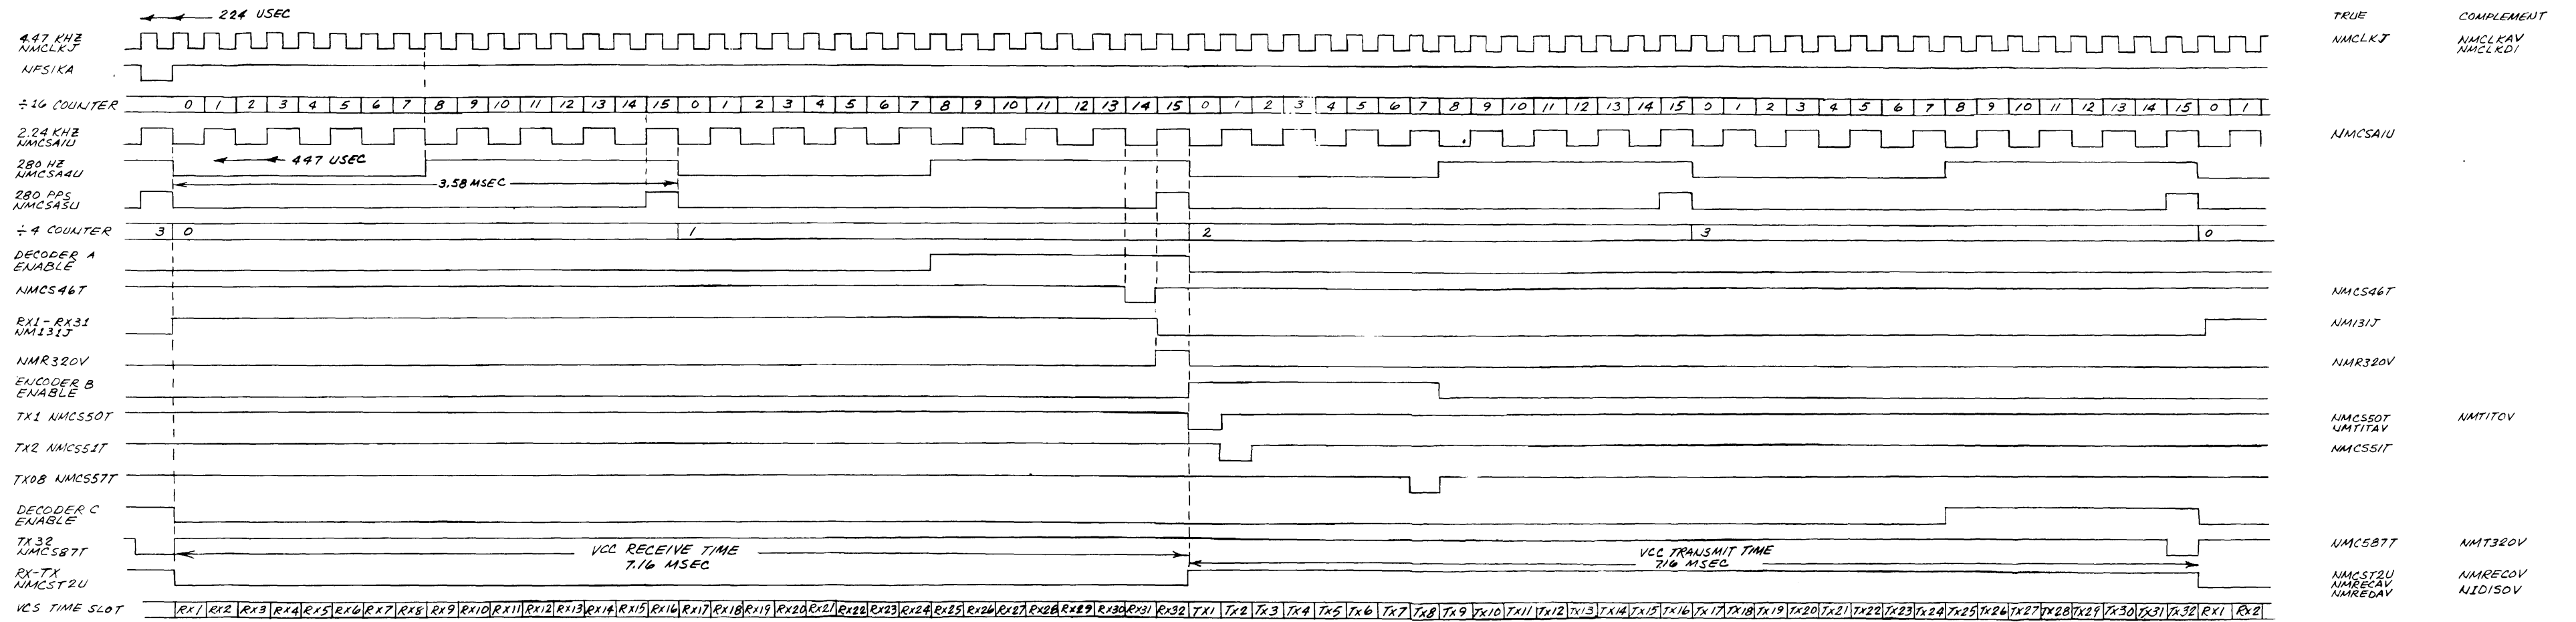 224 USEC
TRUE COMPLEMENT
4.47 KHZ
NMCLKJ
NMCLKJ NMCLKAV
NMCLKDI
NFSIKA
÷16 COUNTER 0 1 2 3 4 5 6 7 8 9 10 11 12 13 14 15 0 1 2 3 4 5 6 7 8 9 10 11 12 13 14 15 0 1 2 3 4 5 6 7 8 9 10 11 12 13 14 15 0 1 2 3 4 5 6 7 8 9 10 11 12 13 14 15 0 1
2.24 KHZ
NMCSA1U
NMCSA1U
280 HZ
NMCSA4U
447 USEC
3.58 MSEC
280 PPS
NMCSA5U
÷4 COUNTER 3 0 1 2 3 0
DECODER A
ENABLE
NMCS46T
NMCS46T
RX1-RX31
NM131J
NM131J
NMR320V
NMR320V
ENCODER B
ENABLE
TX1 NMCS50T
NMCS50T NMT1TOV
NMT1TAV
TX2 NMCS51T
NMCS51T
TX08 NMCS57T
DECODER C
ENABLE
TX32
NMCS87T
VCC RECEIVE TIME
7.16 MSEC
VCC TRANSMIT TIME
7.16 MSEC
NMCS87T NMT320V
RX-TX
NMCST2U
NMCST2U NMRECOV
NMRECAV
NMREDAV NIDISOV
VCS TIME SLOT RX1 RX2 RX3 RX4 RX5 RX6 RX7 RX8 RX9 RX10 RX11 RX12 RX13 RX14 RX15 RX16 RX17 RX18 RX19 RX20 RX21 RX22 RX23 RX24 RX25 RX26 RX27 RX28 RX29 RX30 RX31 RX32 TX1 TX2 TX3 TX4 TX5 TX6 TX7 TX8 TX9 TX10 TX11 TX12 TX13 TX14 TX15 TX16 TX17 TX18 TX19 TX20 TX21 TX22 TX23 TX24 TX25 TX26 TX27 TX28 TX29 TX30 TX31 TX32 RX1 RX2